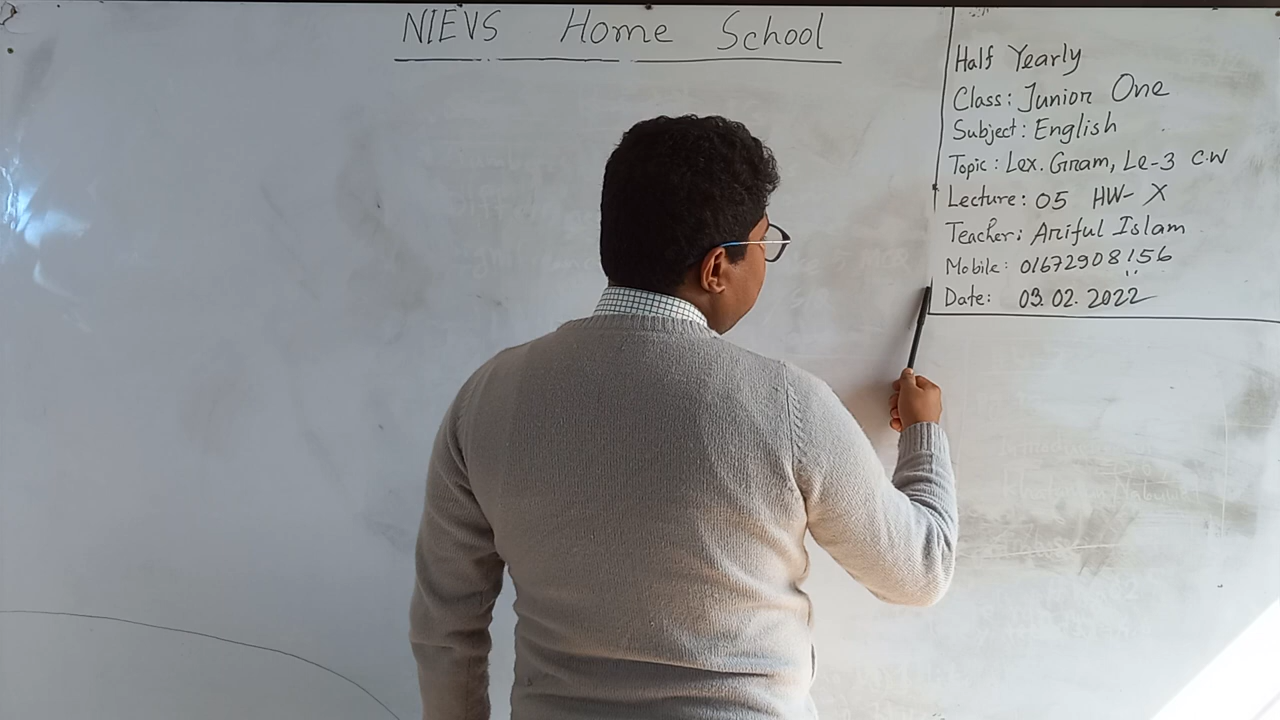 NIEVS Home School
Half Yearly
Class: Junior One
Subject: English
Topic: Lex. Gram, Le-3 C.W
Lecture: 05 HW- X
Teacher: Ariful Islam
Mobile: 01672908156
Date: 03.02.2022